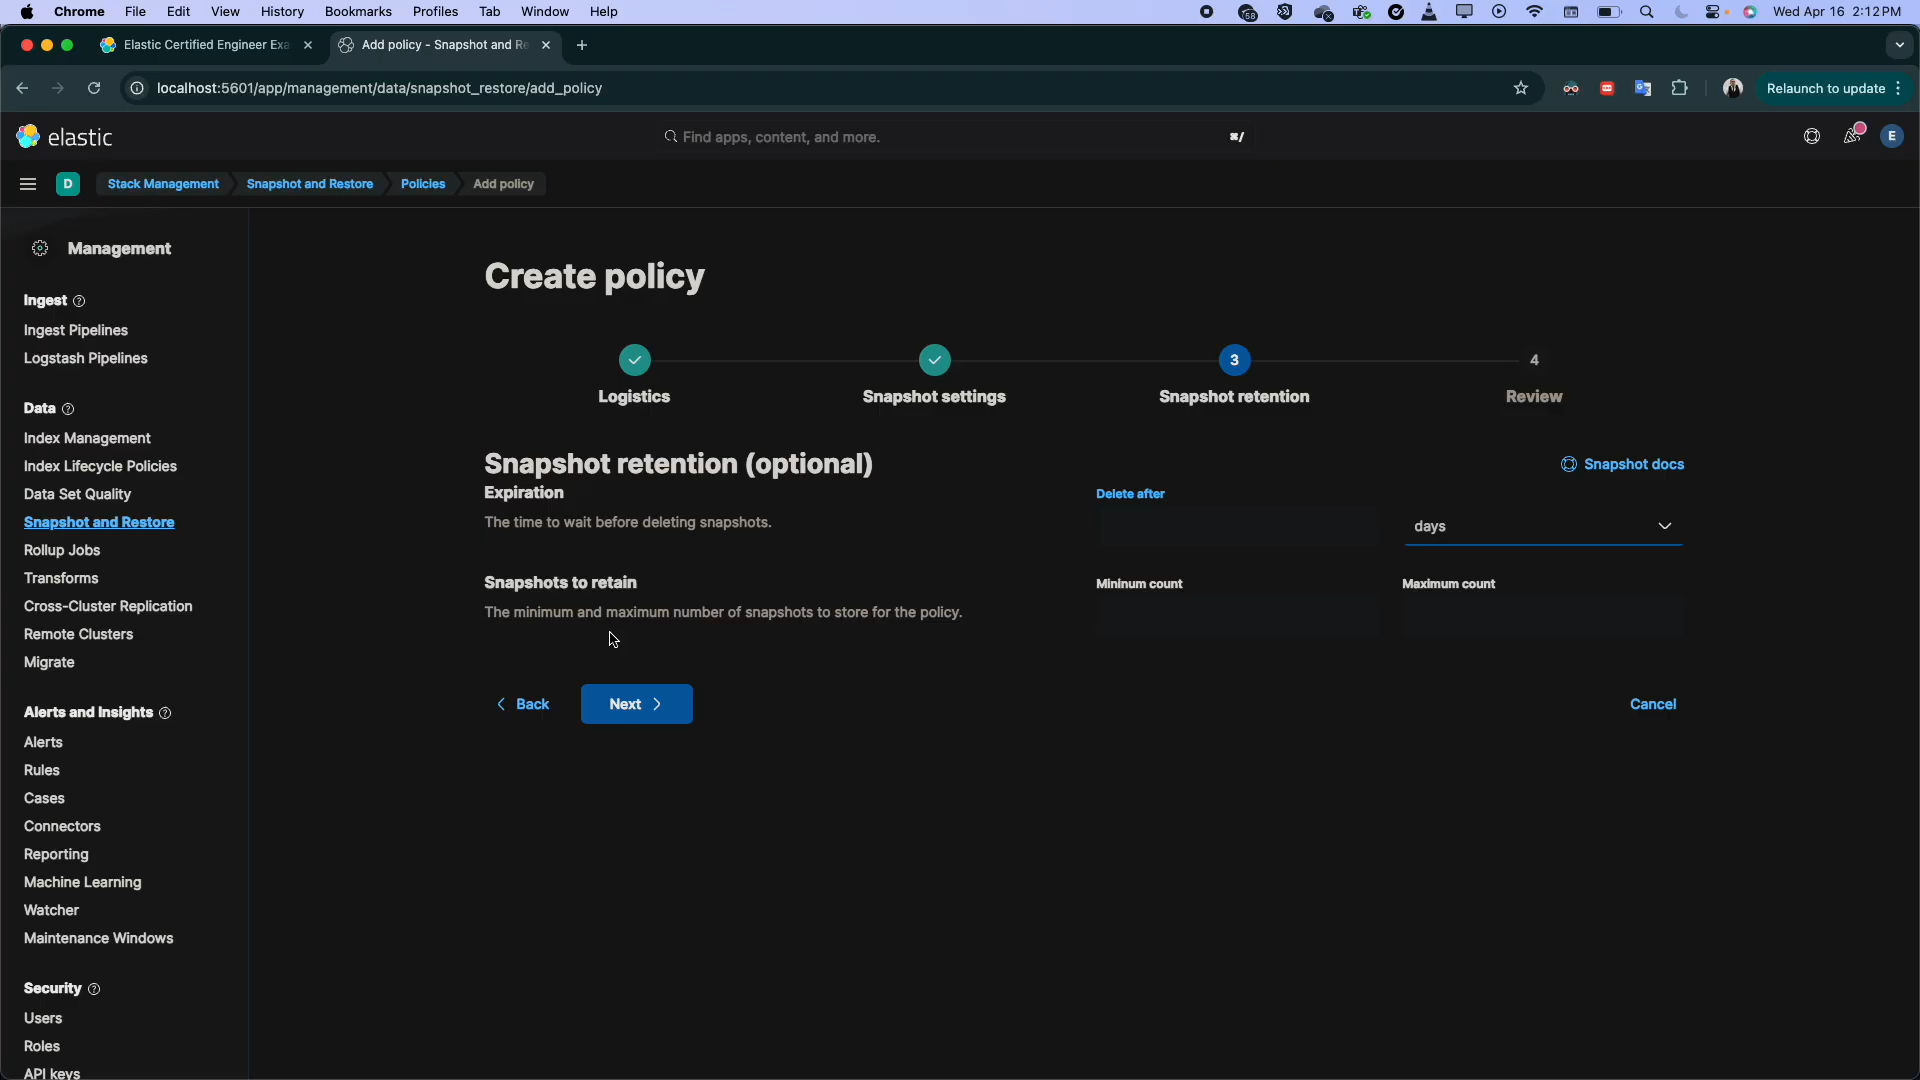 Chrome File Edit View History Bookmarks Profiles Tab Window Help 58 Wed Apr 16 2:12 PM
Elastic Certified Engineer Exa Add policy - Snapshot and Re
localhost:5601/app/management/data/snapshot_restore/add_policy Relaunch to update
elastic Find apps, content, and more. ⌘/ E
D Stack Management Snapshot and Restore Policies Add policy
Management
Ingest
Ingest Pipelines
Logstash Pipelines
Data
Index Management
Index Lifecycle Policies
Data Set Quality
Snapshot and Restore
Rollup Jobs
Transforms
Cross-Cluster Replication
Remote Clusters
Migrate
Alerts and Insights
Alerts
Rules
Cases
Connectors
Reporting
Machine Learning
Watcher
Maintenance Windows
Security
Users
Roles
API keys
Create policy
3 4
Logistics Snapshot settings Snapshot retention Review
Snapshot retention (optional) Snapshot docs
Expiration Delete after
The time to wait before deleting snapshots. days
Snapshots to retain Mininum count Maximum count
The minimum and maximum number of snapshots to store for the policy.
Back Next Cancel